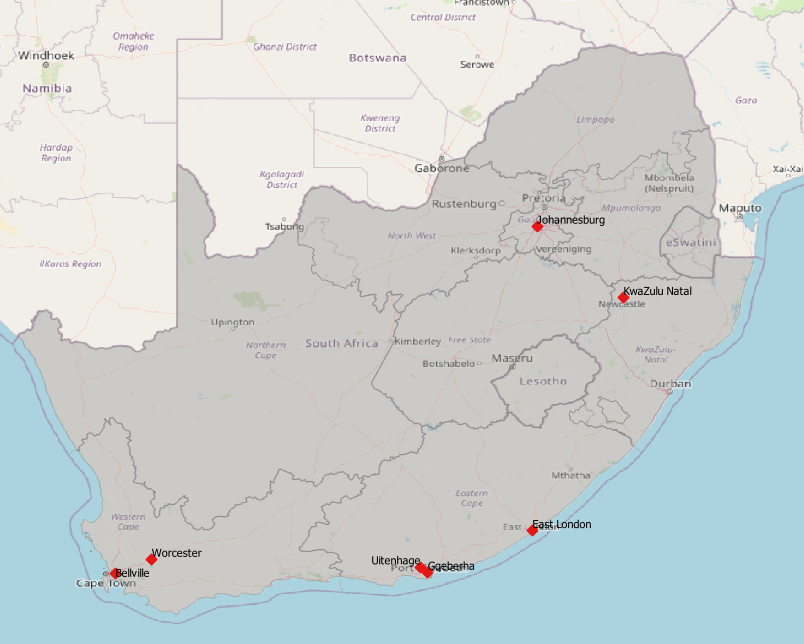 Francistown
Central District
Omaheke
Region
Ghanzi District
Windhoek
Botswana
Serowe
Namibia
Gaza
Kweneng
District
Limpopo
Hardap
Region
Gaborone
Xai-Xai
Kgalagadi
District
Mbombela
(Nelspruit)
Rustenburg
Pretoria
Maputo
Mpumalanga
Johannesburg
Tsabong
North West
eSwatini
Klerksdorp
Vereeniging
ǁKaras Region
KwaZulu Natal
Newcastle
Upington
South Africa
Kimberley
Free State
Northern
Cape
KwaZulu-
Natal
Maseru
Botshabelo
Lesotho
Durban
Mthatha
Eastern
Cape
Western
Cape
East London
Worcester
Uitenhage
Gqeberha
Bellville
Cape Town